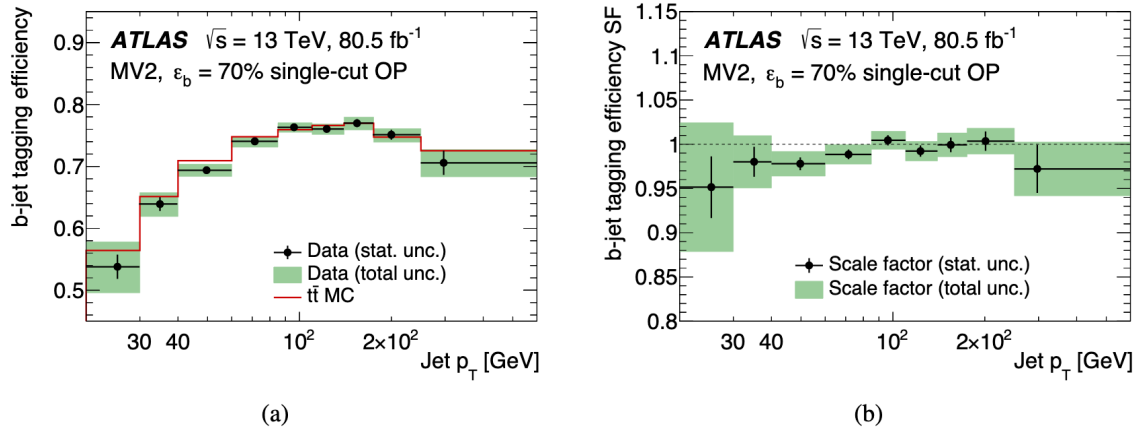 ATLAS √s = 13 TeV, 80.5 fb⁻¹
MV2, ε_b = 70% single-cut OP
b-jet tagging efficiency
0.9
0.8
0.7
0.6
0.5
Data (stat. unc.)
Data (total unc.)
tt̄ MC
30 40 10² 2×10²
Jet p_T [GeV]
(a)
ATLAS √s = 13 TeV, 80.5 fb⁻¹
MV2, ε_b = 70% single-cut OP
b-jet tagging efficiency SF
1.15
1.1
1.05
1
0.95
0.9
0.85
0.8
Scale factor (stat. unc.)
Scale factor (total unc.)
30 40 10² 2×10²
Jet p_T [GeV]
(b)